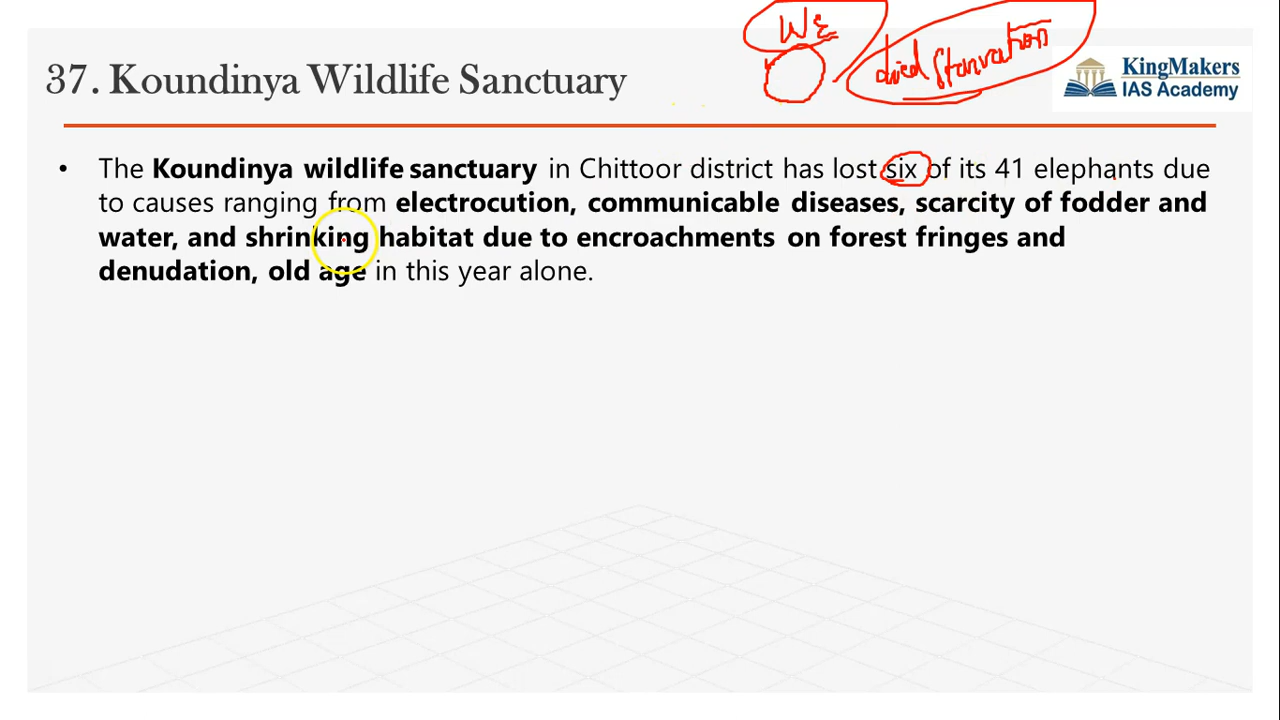 WE
died starvation
37. Koundinya Wildlife Sanctuary
KingMakers
IAS Academy
• The Koundinya wildlife sanctuary in Chittoor district has lost six of its 41 elephants due
to causes ranging from electrocution, communicable diseases, scarcity of fodder and
water, and shrinking habitat due to encroachments on forest fringes and
denudation, old age in this year alone.